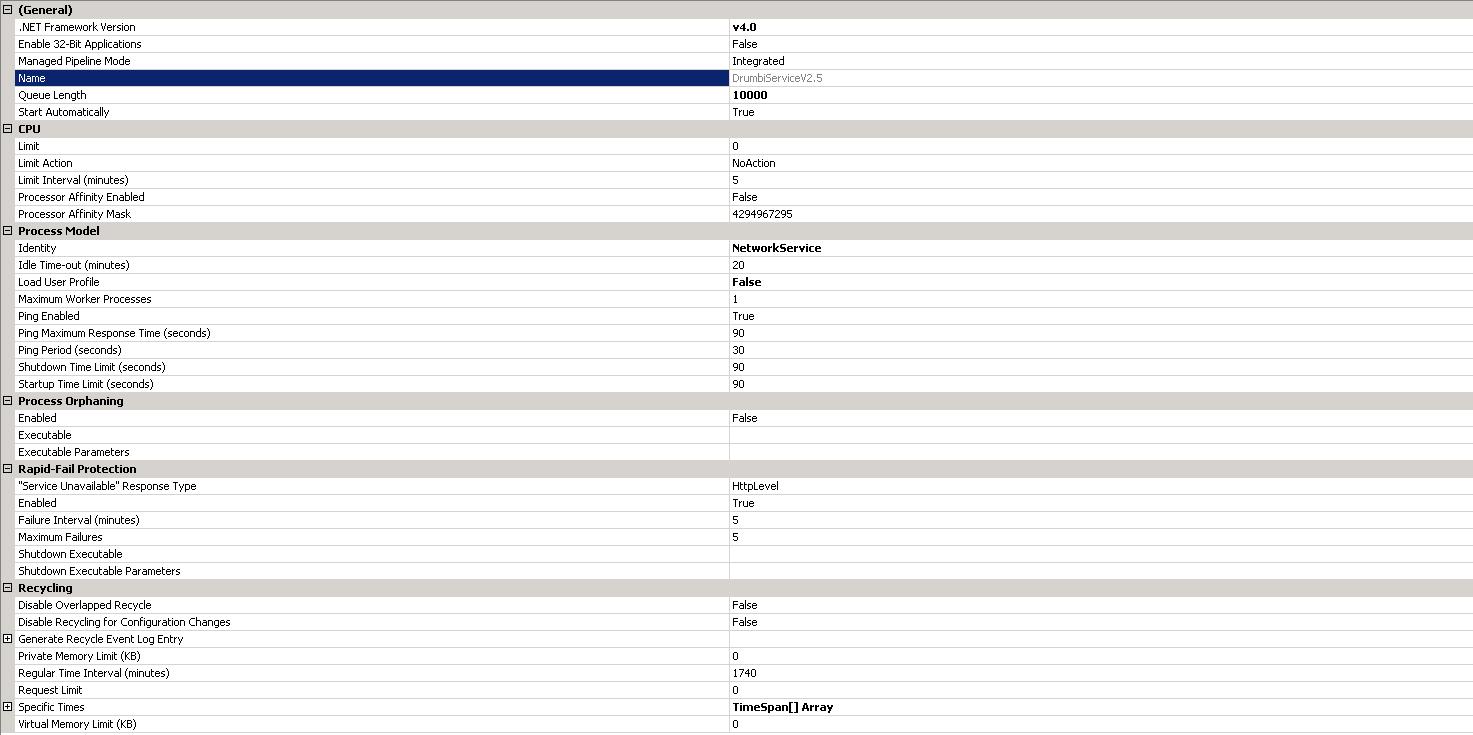 (General)
.NET Framework Version v4.0
Enable 32-Bit Applications False
Managed Pipeline Mode Integrated
Name DrumbiServiceV2.5
Queue Length 10000
Start Automatically True
CPU
Limit 0
Limit Action NoAction
Limit Interval (minutes) 5
Processor Affinity Enabled False
Processor Affinity Mask 4294967295
Process Model
Identity NetworkService
Idle Time-out (minutes) 20
Load User Profile False
Maximum Worker Processes 1
Ping Enabled True
Ping Maximum Response Time (seconds) 90
Ping Period (seconds) 30
Shutdown Time Limit (seconds) 90
Startup Time Limit (seconds) 90
Process Orphaning
Enabled False
Executable
Executable Parameters
Rapid-Fail Protection
"Service Unavailable" Response Type HttpLevel
Enabled True
Failure Interval (minutes) 5
Maximum Failures 5
Shutdown Executable
Shutdown Executable Parameters
Recycling
Disable Overlapped Recycle False
Disable Recycling for Configuration Changes False
Generate Recycle Event Log Entry
Private Memory Limit (KB) 0
Regular Time Interval (minutes) 1740
Request Limit 0
Specific Times TimeSpan[] Array
Virtual Memory Limit (KB) 0